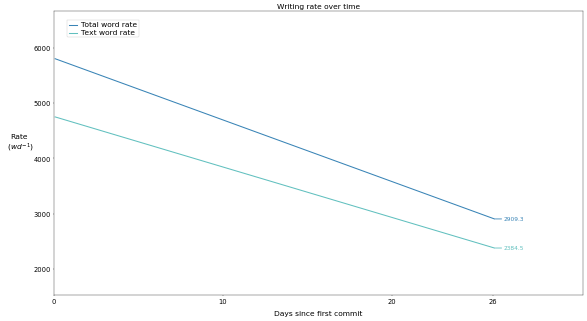 Writing rate over time
Total word rate
Text word rate
6000
5000
4000
3000
2000
Rate
(wd⁻¹)
2909.3
2384.5
0
10
20
26
Days since first commit